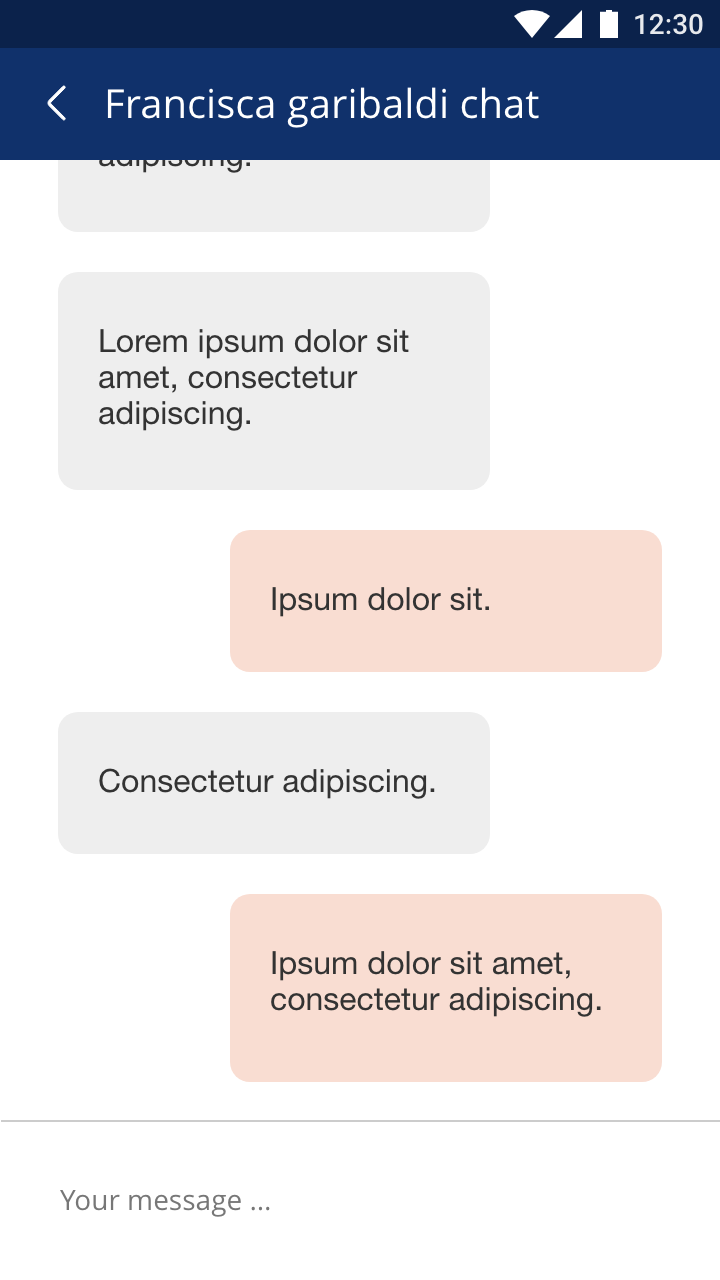 12:30
Francisca garibaldi chat
adipiscing.
Lorem ipsum dolor sit
amet, consectetur
adipiscing.
Ipsum dolor sit.
Consectetur adipiscing.
Ipsum dolor sit amet,
consectetur adipiscing.
Your message ...